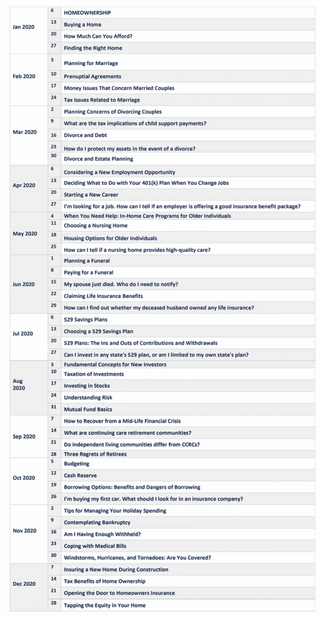 Jan 2020
6 HOMEOWNERSHIP
13 Buying a Home
20 How Much Can You Afford?
27 Finding the Right Home
Feb 2020
3 Planning for Marriage
10 Prenuptial Agreements
17 Money Issues That Concern Married Couples
24 Tax Issues Related to Marriage
Mar 2020
2 Planning Concerns of Divorcing Couples
9 What are the tax implications of child support payments?
16 Divorce and Debt
23 How do I protect my assets in the event of a divorce?
30 Divorce and Estate Planning
Apr 2020
6 Considering a New Employment Opportunity
13 Deciding What to Do with Your 401(k) Plan When You Change Jobs
20 Starting a New Career
27 I'm looking for a job. How can I tell if an employer is offering a good insurance benefit package?
May 2020
4 When You Need Help: In-Home Care Programs for Older Individuals
11 Choosing a Nursing Home
18 Housing Options for Older Individuals
25 How can I tell if a nursing home provides high-quality care?
Jun 2020
1 Planning a Funeral
8 Paying for a Funeral
15 My spouse just died. Who do I need to notify?
22 Claiming Life Insurance Benefits
29 How can I find out whether my deceased husband owned any life insurance?
Jul 2020
6 529 Savings Plans
13 Choosing a 529 Savings Plan
20 529 Plans: The Ins and Outs of Contributions and Withdrawals
27 Can I invest in any state's 529 plan, or am I limited to my own state's plan?
Aug
2020
3 Fundamental Concepts for New Investors
10 Taxation of Investments
17 Investing in Stocks
24 Understanding Risk
31 Mutual Fund Basics
Sep 2020
7 How to Recover from a Mid-Life Financial Crisis
14 What are continuing care retirement communities?
21 Do independent living communities differ from CCRCs?
28 Three Regrets of Retirees
Oct 2020
5 Budgeting
12 Cash Reserve
19 Borrowing Options: Benefits and Dangers of Borrowing
26 I'm buying my first car. What should I look for in an insurance company?
Nov 2020
2 Tips for Managing Your Holiday Spending
9 Contemplating Bankruptcy
16 Am I Having Enough Withheld?
23 Coping with Medical Bills
30 Windstorms, Hurricanes, and Tornadoes: Are You Covered?
Dec 2020
7 Insuring a New Home During Construction
14 Tax Benefits of Home Ownership
21 Opening the Door to Homeowners Insurance
28 Tapping the Equity in Your Home